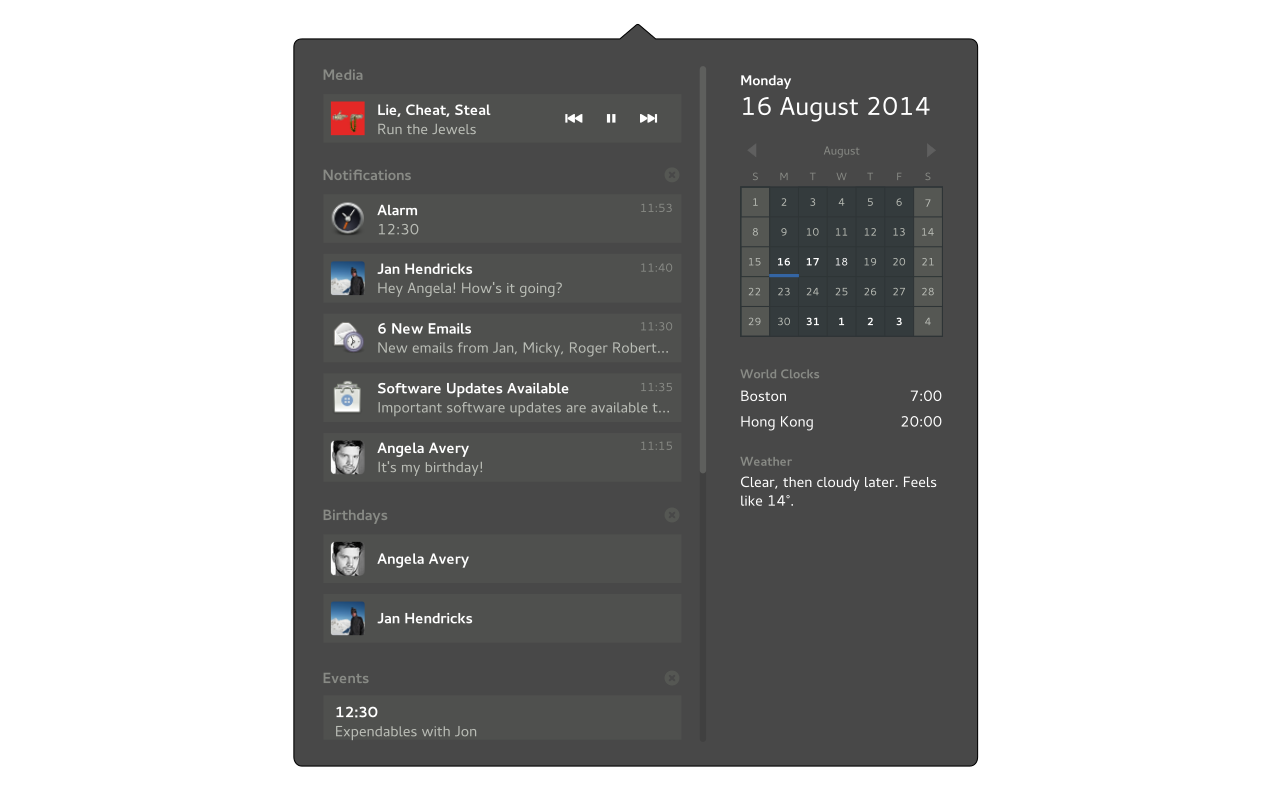 Media
Lie, Cheat, Steal
Run the Jewels
Notifications
Alarm
11:53
12:30
Jan Hendricks
11:40
Hey Angela! How's it going?
6 New Emails
11:30
New emails from Jan, Micky, Roger Robert...
Software Updates Available
11:35
Important software updates are available t...
Angela Avery
11:15
It's my birthday!
Birthdays
Angela Avery
Jan Hendricks
Events
12:30
Expendables with Jon
Monday
16 August 2014
August
S M T W T F S
1 2 3 4 5 6 7
8 9 10 11 12 13 14
15 16 17 18 19 20 21
22 23 24 25 26 27 28
29 30 31 1 2 3 4
World Clocks
Boston 7:00
Hong Kong 20:00
Weather
Clear, then cloudy later. Feels
like 14°.